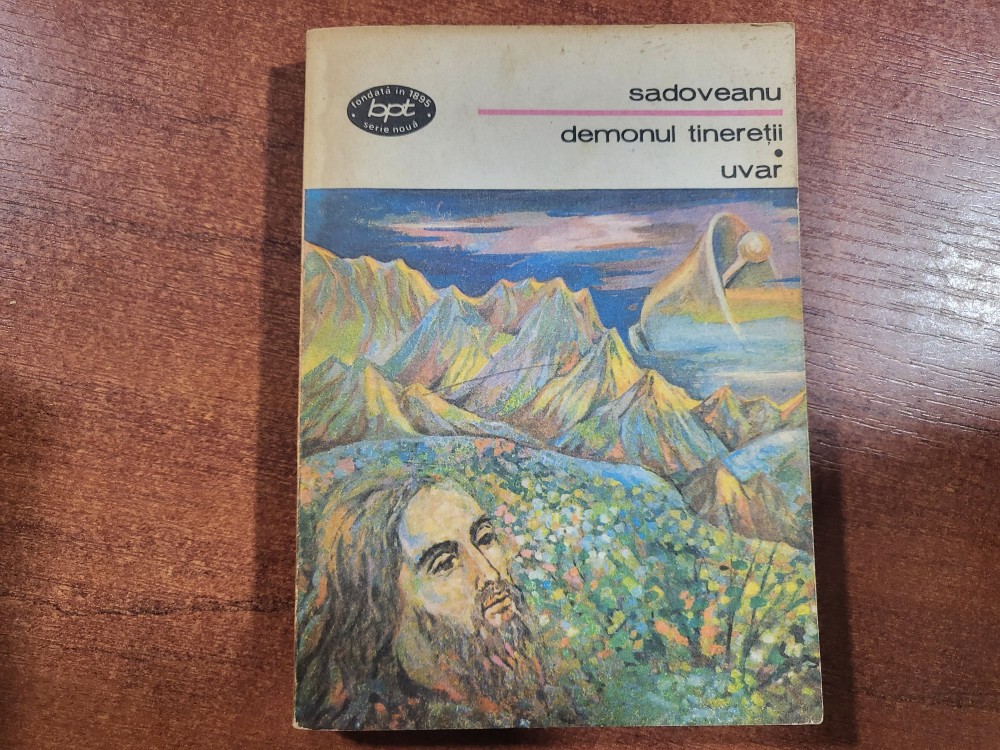 fondată în 1895
bpt
serie nouă
sadoveanu
demonul tinereții
•
uvar